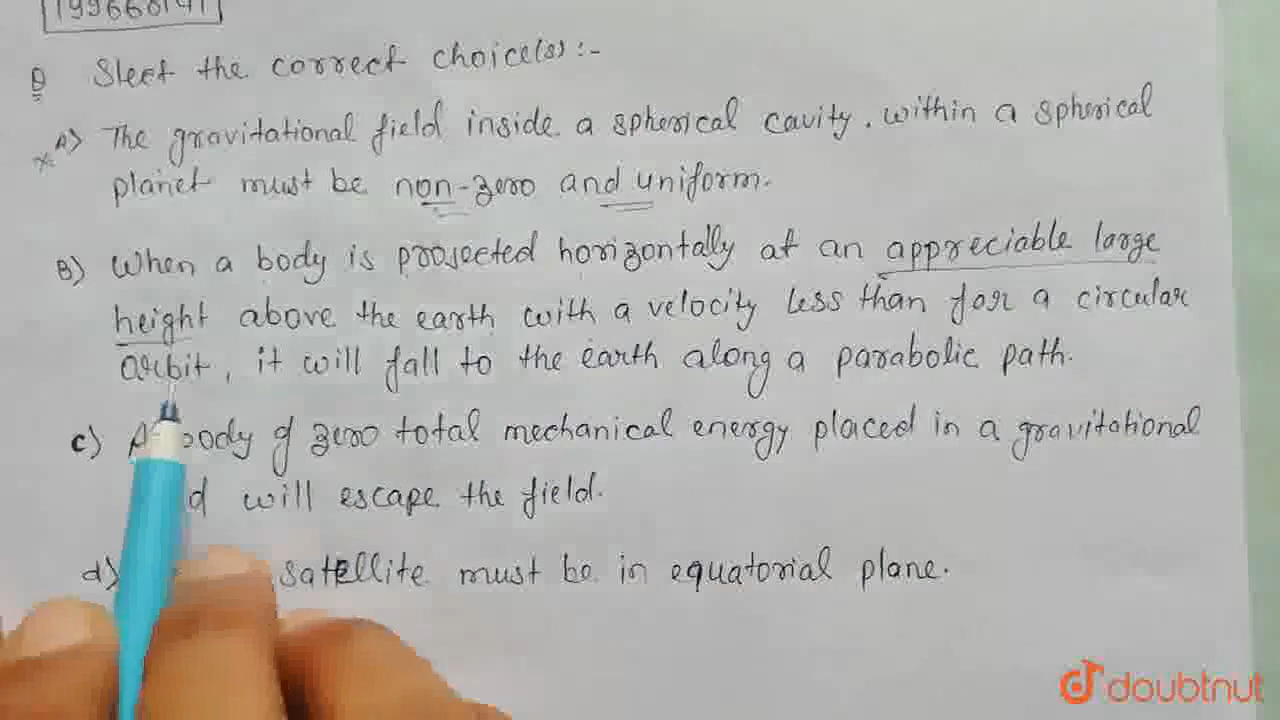 Q Sleet the correct choice(s) :-
A) The gravitational field inside a spherical cavity. within a spherical
planet must be non-zero and uniform.
B) When a body is projected horizontally at an appreciable large
height above the earth with a velocity less than for a circular
orbit, it will fall to the earth along a parabolic path.
c) body of zero total mechanical energy placed in a gravitational
will escape the field.
d) satellite must be in equatorial plane.
doubtnut